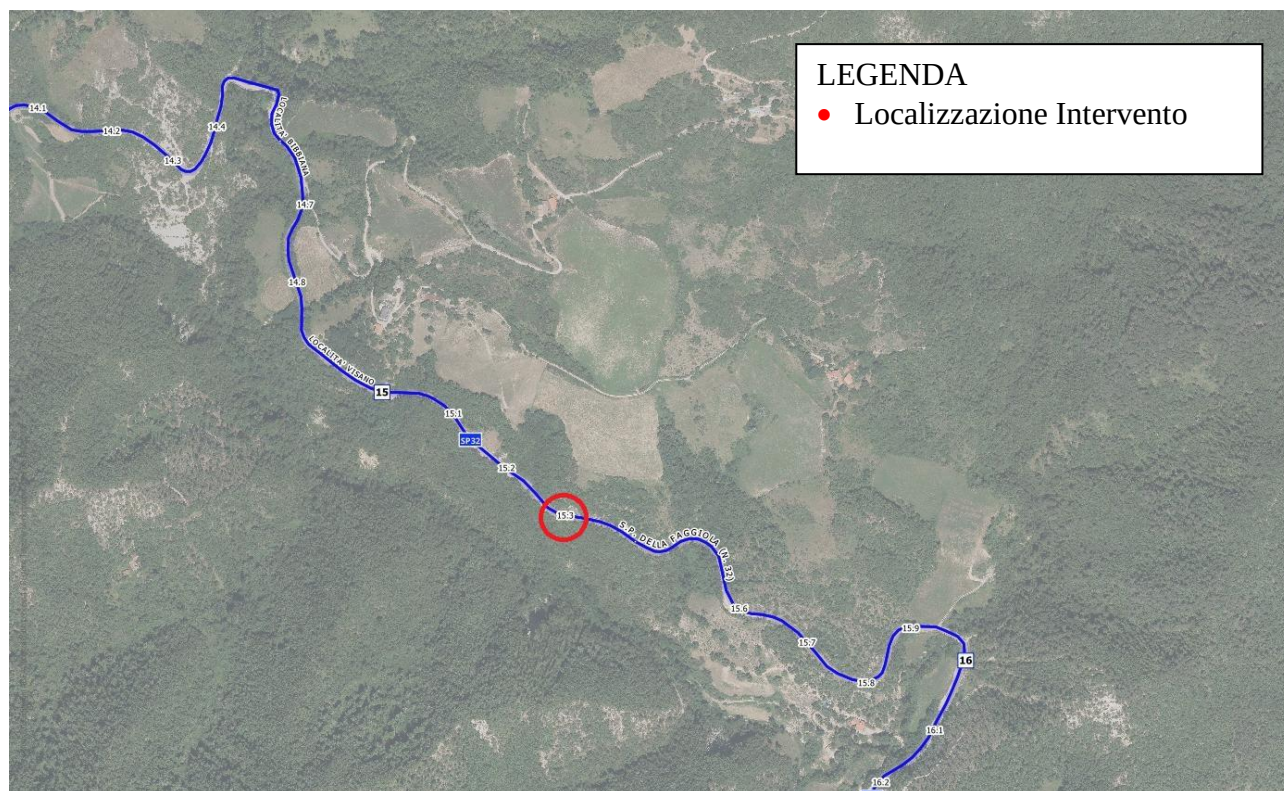 LEGENDA
• Localizzazione Intervento
14.1
14.2
14.3
14.4
LOCALITA' BIBBIANA
14.7
14.8
LOCALITA' VISANO
15
15.1
SP32
15.2
15.3
S.P. DELLA FAGGIOLA (N. 32)
15.6
15.7
15.8
15.9
16
16.1
16.2